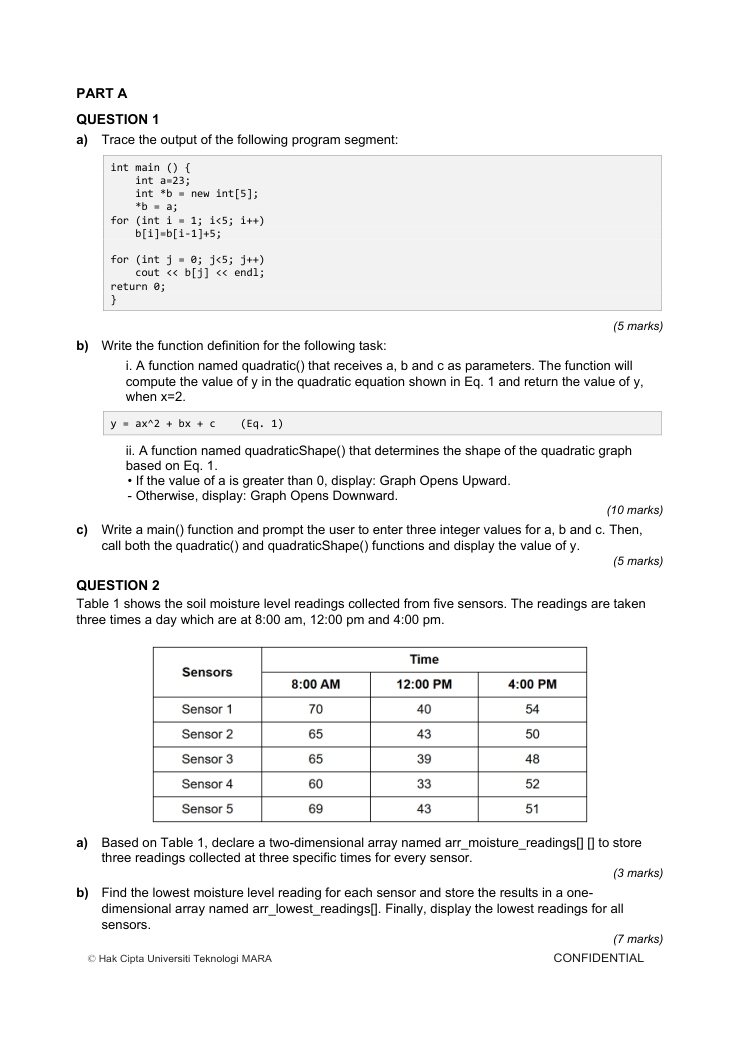 PART A
QUESTION 1
a) Trace the output of the following program segment:
int main () {
int a=23;
int *b = new int[5];
*b = a;
for (int i = 1; i<5; i++)
b[i]=b[i-1]+5;
for (int j = 0; j<5; j++)
cout << b[j] << endl;
return 0;
}
(5 marks)
b) Write the function definition for the following task:
i. A function named quadratic() that receives a, b and c as parameters. The function will
compute the value of y in the quadratic equation shown in Eq. 1 and return the value of y,
when x=2.
y = ax^2 + bx + c (Eq. 1)
ii. A function named quadraticShape() that determines the shape of the quadratic graph
based on Eq. 1.
• If the value of a is greater than 0, display: Graph Opens Upward.
- Otherwise, display: Graph Opens Downward.
(10 marks)
c) Write a main() function and prompt the user to enter three integer values for a, b and c. Then,
call both the quadratic() and quadraticShape() functions and display the value of y.
(5 marks)
QUESTION 2
Table 1 shows the soil moisture level readings collected from five sensors. The readings are taken
three times a day which are at 8:00 am, 12:00 pm and 4:00 pm.
Sensors Time
8:00 AM 12:00 PM 4:00 PM
Sensor 1 70 40 54
Sensor 2 65 43 50
Sensor 3 65 39 48
Sensor 4 60 33 52
Sensor 5 69 43 51
a) Based on Table 1, declare a two-dimensional array named arr_moisture_readings[] [] to store
three readings collected at three specific times for every sensor.
(3 marks)
b) Find the lowest moisture level reading for each sensor and store the results in a one-
dimensional array named arr_lowest_readings[]. Finally, display the lowest readings for all
sensors.
(7 marks)
© Hak Cipta Universiti Teknologi MARA CONFIDENTIAL